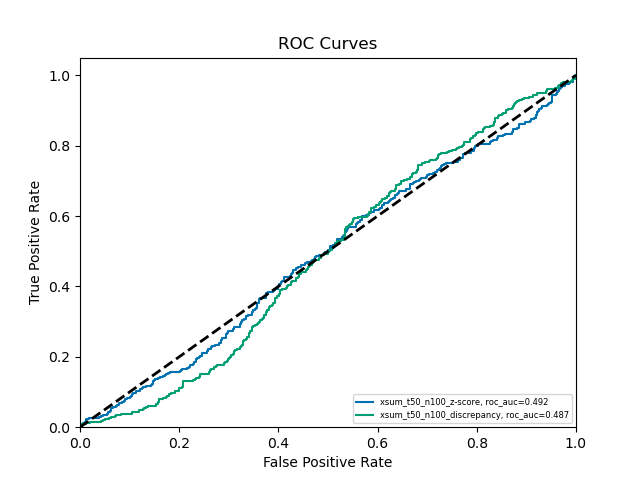 ROC Curves
1.0
0.8
0.6
0.4
0.2
0.0
True Positive Rate
xsum_t50_n100_z-score, roc_auc=0.492
xsum_t50_n100_discrepancy, roc_auc=0.487
0.0 0.2 0.4 0.6 0.8 1.0
False Positive Rate